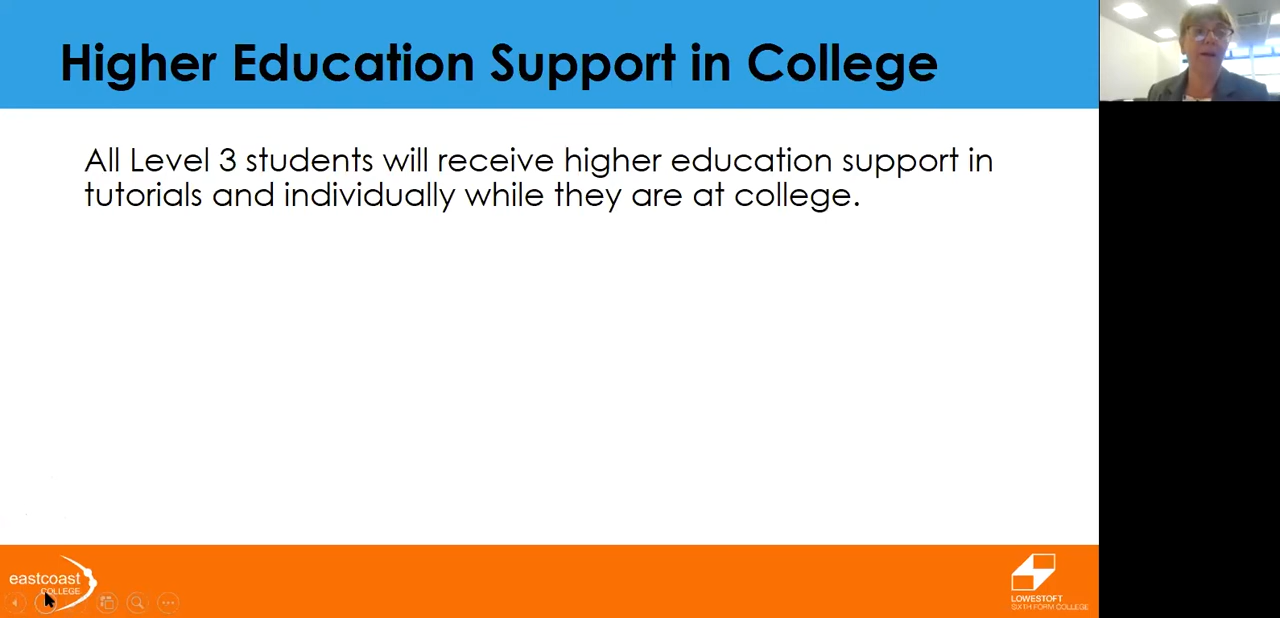 Higher Education Support in College
All Level 3 students will receive higher education support in
tutorials and individually while they are at college.
eastcoast
COLLEGE
LOWESTOFT
SIXTH FORM COLLEGE